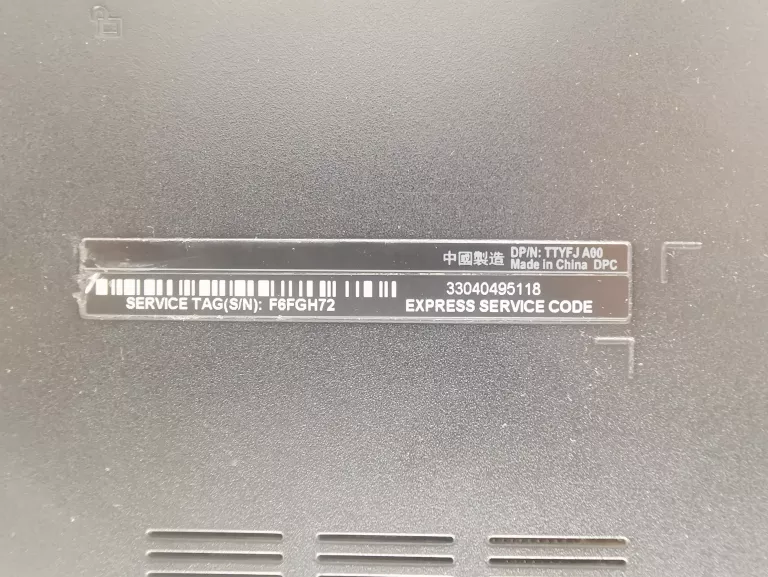 中國製造 DP/N: TTYFJ A00
Made in China DPC
33040495118
SERVICE TAG(S/N): F6FGH72 EXPRESS SERVICE CODE